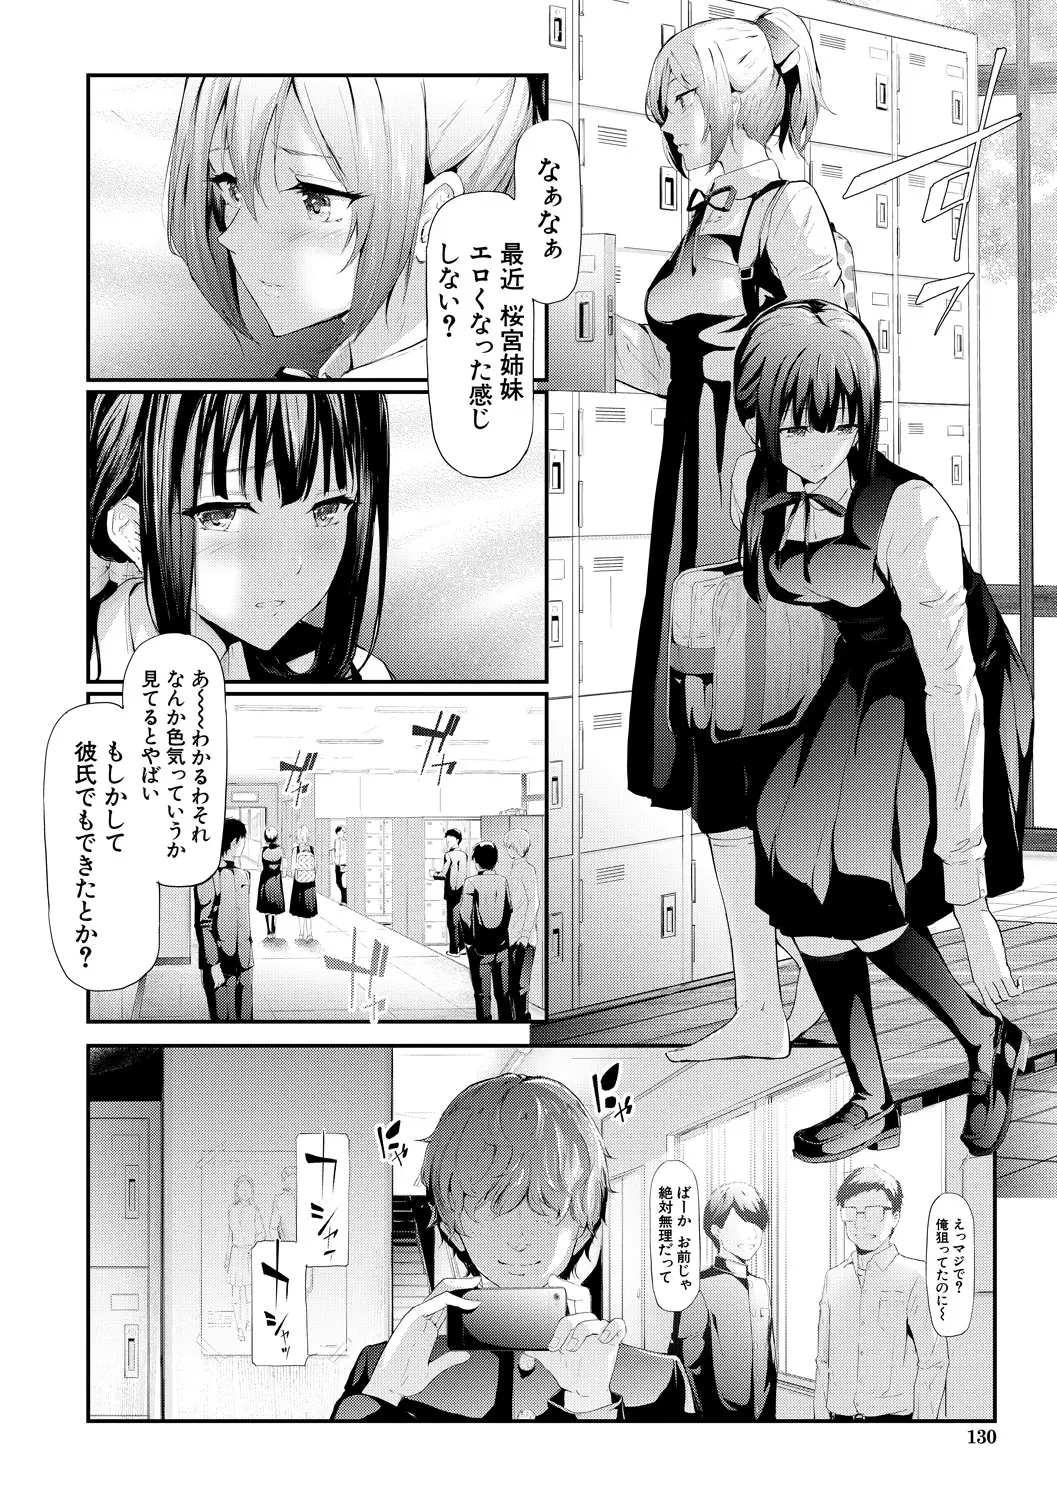 なぁなぁ
最近 桜宮姉妹
エロくなった感じ
しない?
あ〜〜〜わかるわそれ
なんか色気っていうか
見てるとやばい
もしかして
彼氏でもできたとか?
ザワ
ザワ
ザワ
えっマジで?
俺狙ってたのに〜
ばーか お前じゃ
絶対無理だって
ニャ
ニャ
カシャッ
カシャッ
130